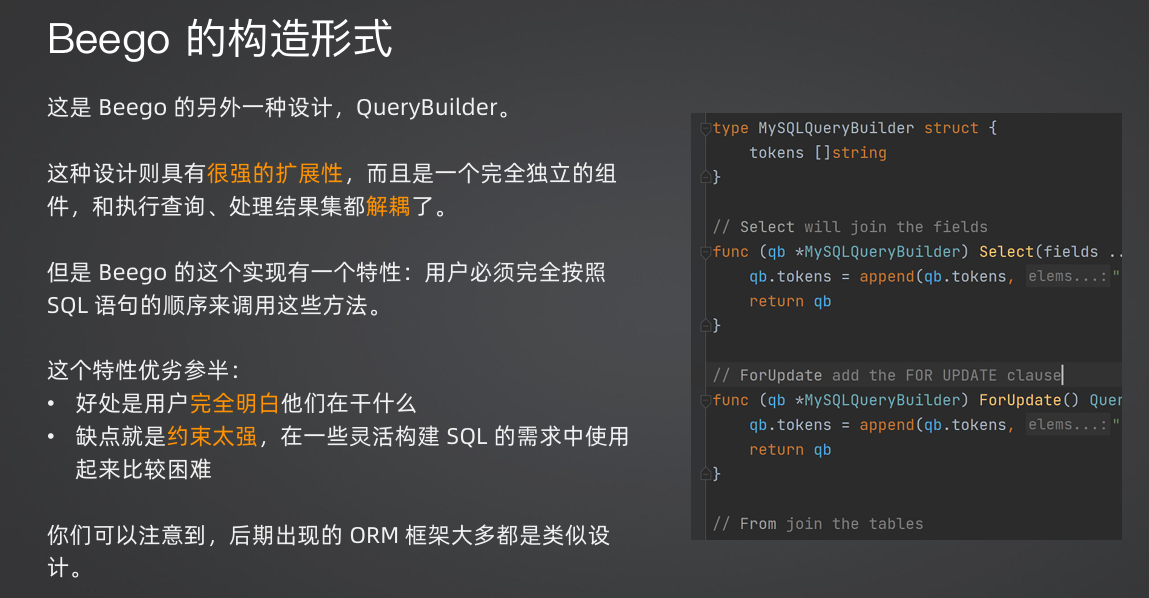 Beego 的构造形式
这是 Beego 的另外一种设计，QueryBuilder。
这种设计则具有很强的扩展性，而且是一个完全独立的组
件，和执行查询、处理结果集都解耦了。
但是 Beego 的这个实现有一个特性：用户必须完全按照
SQL 语句的顺序来调用这些方法。
这个特性优劣参半：
• 好处是用户完全明白他们在干什么
• 缺点就是约束太强，在一些灵活构建 SQL 的需求中使用
起来比较困难
你们可以注意到，后期出现的 ORM 框架大多都是类似设
计。
type MySQLQueryBuilder struct {
tokens []string
}
// Select will join the fields
func (qb *MySQLQueryBuilder) Select(fields ..
qb.tokens = append(qb.tokens, elems...: "
return qb
}
// ForUpdate add the FOR UPDATE clause
func (qb *MySQLQueryBuilder) ForUpdate() Quer
qb.tokens = append(qb.tokens, elems...: "
return qb
}
// From join the tables